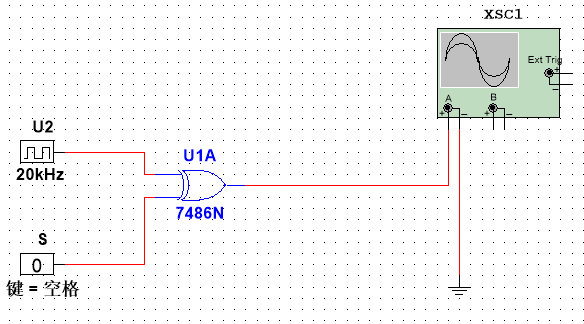 XSC1
Ext Trig
+
−
A
B
+ −
+ −
U2
20kHz
U1A
7486N
S
0
键 = 空格